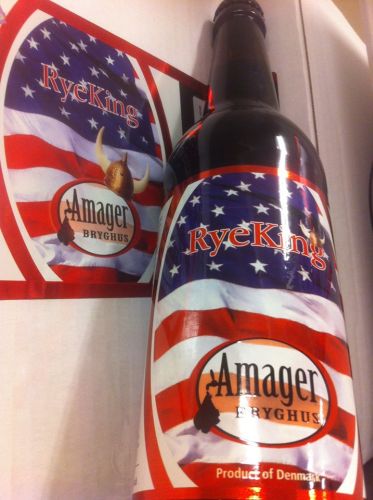 RyeKing
Amager
BRYGHUS
RyeKing
Amager
BRYGHUS
Product of Denmark